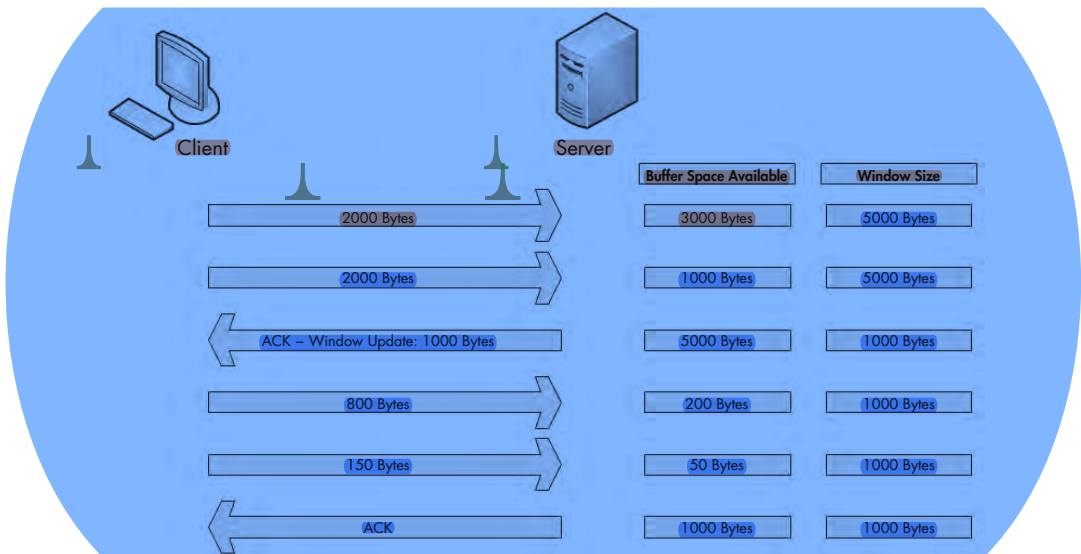 Client
Server
Buffer Space Available
Window Size
2000 Bytes
3000 Bytes
5000 Bytes
2000 Bytes
1000 Bytes
5000 Bytes
ACK – Window Update: 1000 Bytes
5000 Bytes
1000 Bytes
800 Bytes
200 Bytes
1000 Bytes
150 Bytes
50 Bytes
1000 Bytes
ACK
1000 Bytes
1000 Bytes